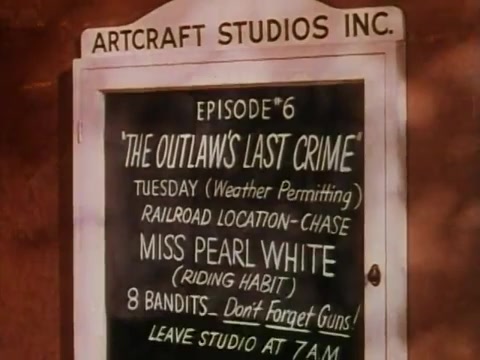 ARTCRAFT STUDIOS INC.
EPISODE #6
"THE OUTLAW'S LAST CRIME"
TUESDAY (Weather Permitting)
RAILROAD LOCATION-CHASE
MISS PEARL WHITE
(RIDING HABIT)
8 BANDITS_ Don't Forget Guns!
LEAVE STUDIO AT 7AM